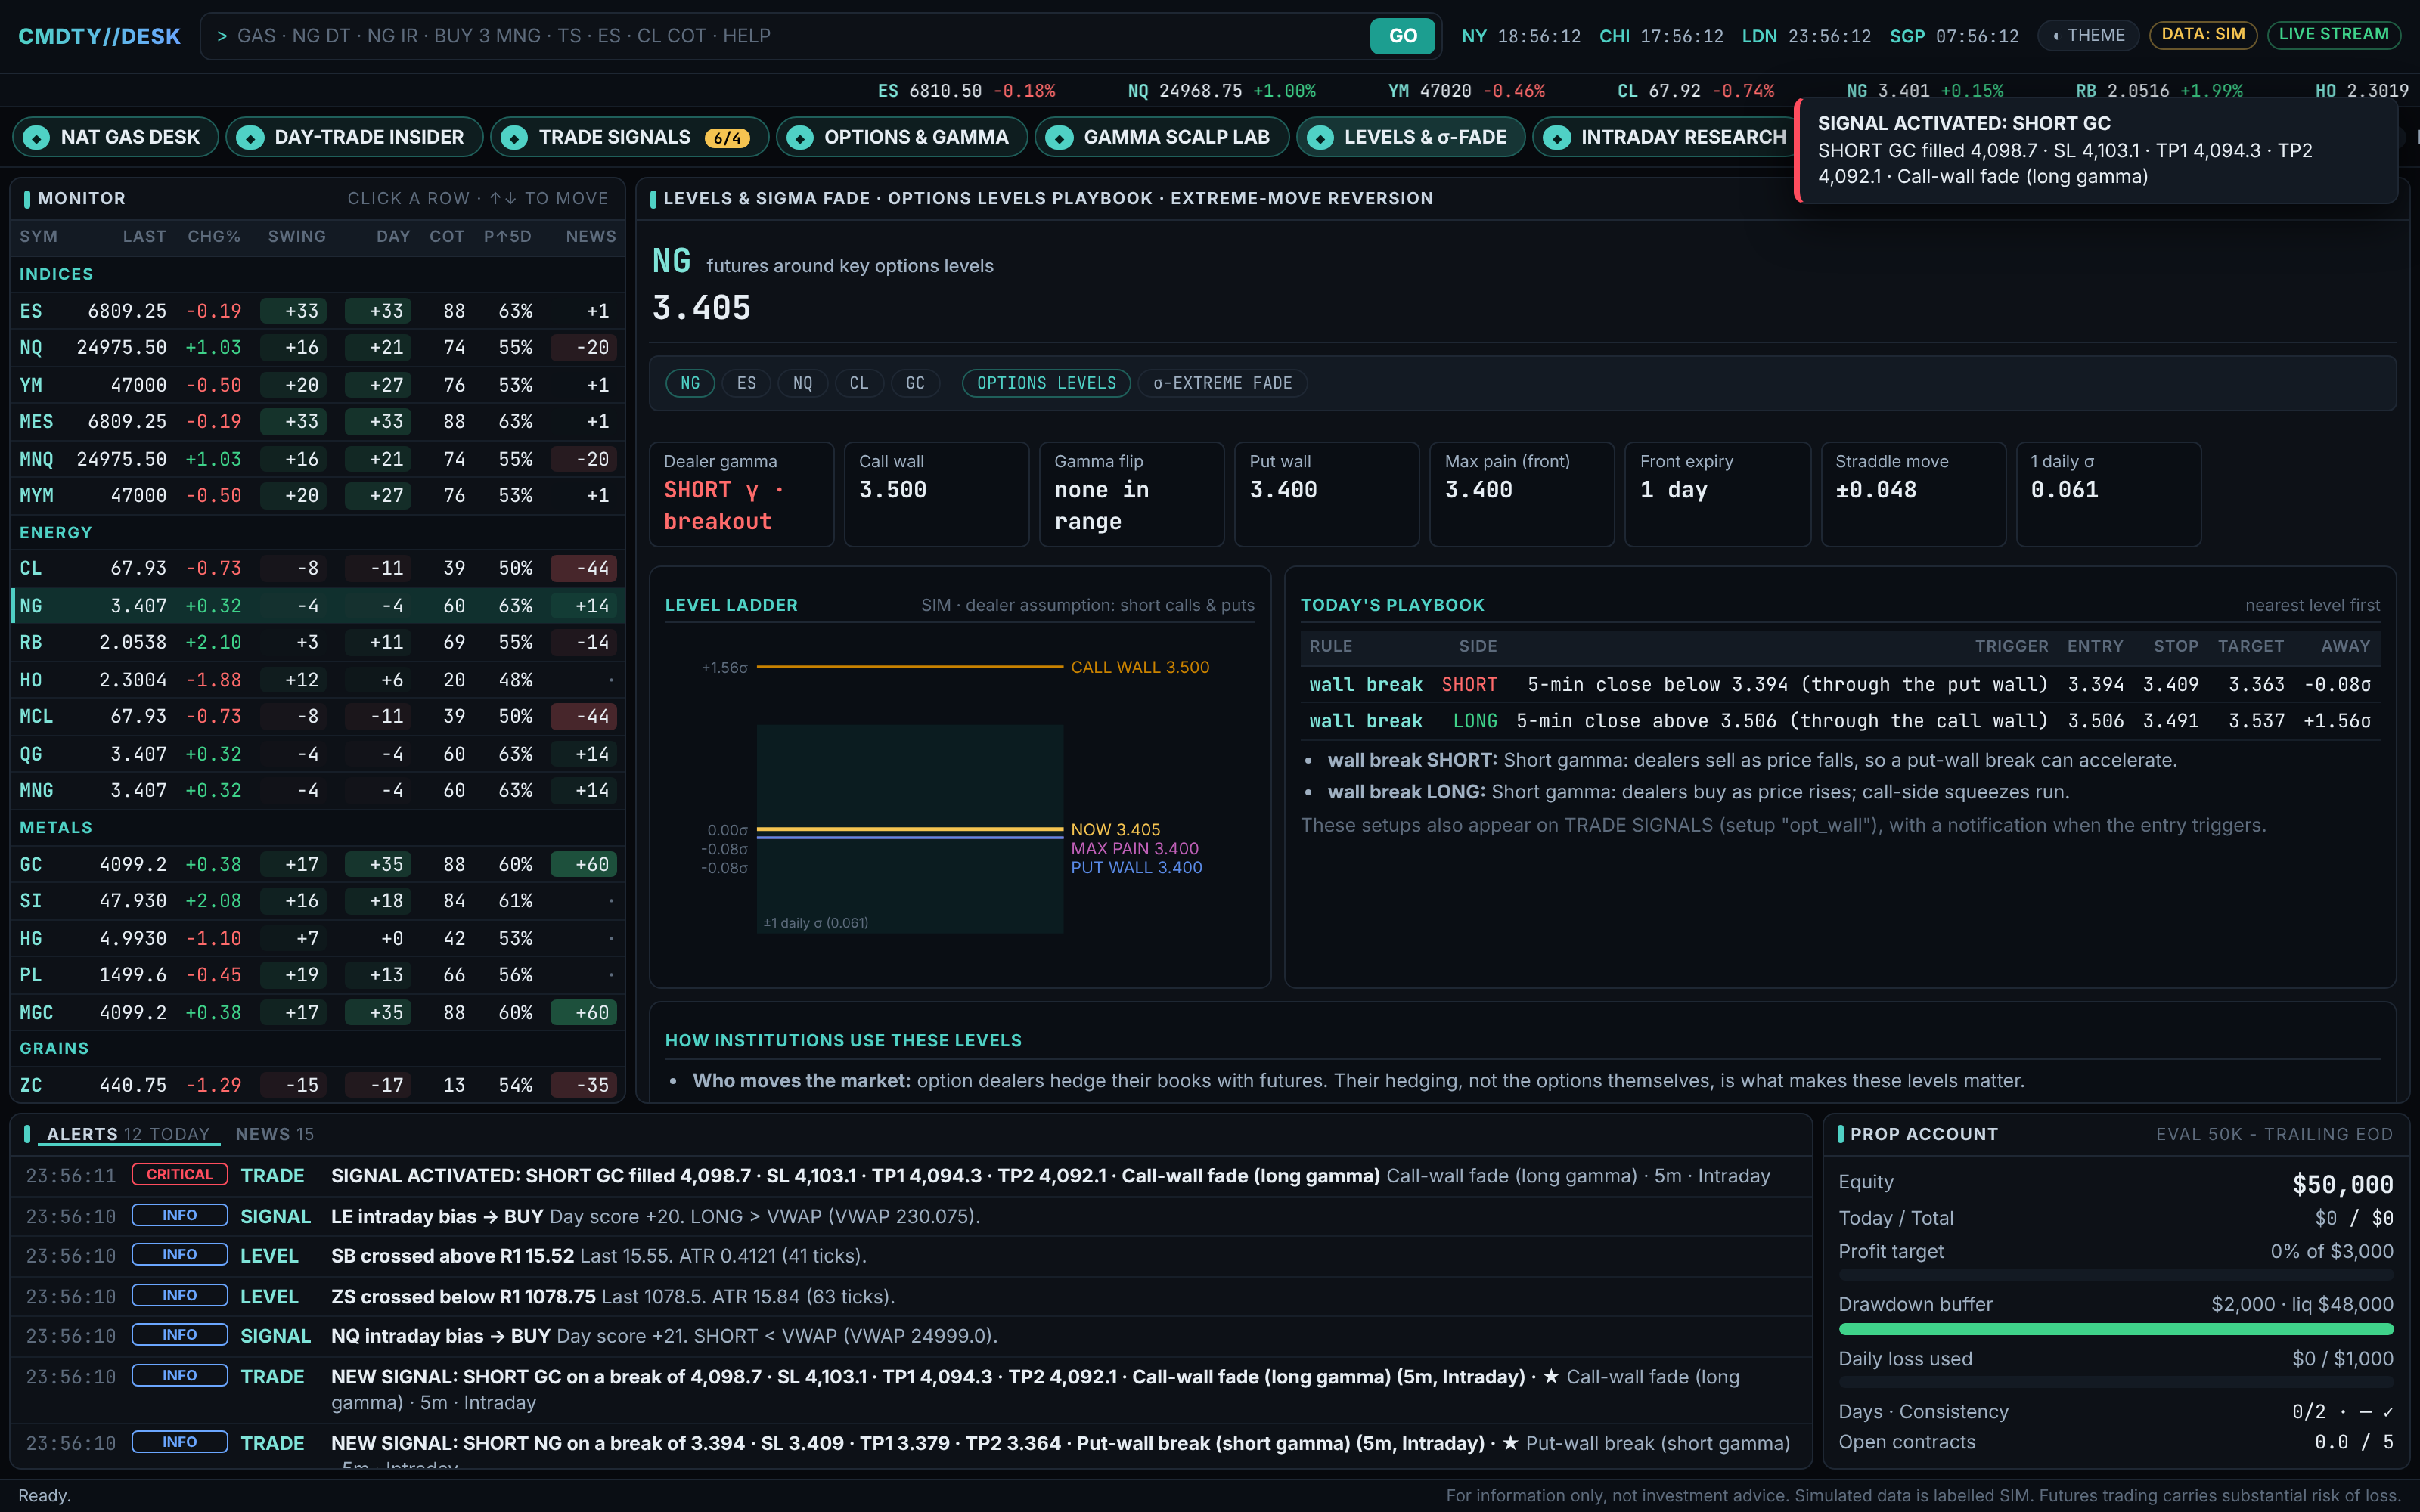 CMDTY//DESK
> GAS · NG DT · NG IR · BUY 3 MNG · TS · ES · CL COT · HELP
GO
NY 18:56:12 CHI 17:56:12 LDN 23:56:12 SGP 07:56:12
THEME
DATA: SIM
LIVE STREAM
ES 6810.50 -0.18% NQ 24968.75 +1.00% YM 47020 -0.46% CL 67.92 -0.74% NG 3.401 +0.15% RB 2.0516 +1.99% HO 2.3019
NAT GAS DESK
DAY-TRADE INSIDER
TRADE SIGNALS 6/4
OPTIONS & GAMMA
GAMMA SCALP LAB
LEVELS & σ-FADE
INTRADAY RESEARCH
SIGNAL ACTIVATED: SHORT GC
SHORT GC filled 4,098.7 · SL 4,103.1 · TP1 4,094.3 · TP2
4,092.1 · Call-wall fade (long gamma)
MONITOR CLICK A ROW · ↑↓ TO MOVE
SYM LAST CHG% SWING DAY COT P↑5D NEWS
INDICES
ES 6809.25 -0.19 +33 +33 88 63% +1
NQ 24975.50 +1.03 +16 +21 74 55% -20
YM 47000 -0.50 +20 +27 76 53% +1
MES 6809.25 -0.19 +33 +33 88 63% +1
MNQ 24975.50 +1.03 +16 +21 74 55% -20
MYM 47000 -0.50 +20 +27 76 53% +1
ENERGY
CL 67.93 -0.73 -8 -11 39 50% -44
NG 3.407 +0.32 -4 -4 60 63% +14
RB 2.0538 +2.10 +3 +11 69 55% -14
HO 2.3004 -1.88 +12 +6 20 48% ·
MCL 67.93 -0.73 -8 -11 39 50% -44
QG 3.407 +0.32 -4 -4 60 63% +14
MNG 3.407 +0.32 -4 -4 60 63% +14
METALS
GC 4099.2 +0.38 +17 +35 88 60% +60
SI 47.930 +2.08 +16 +18 84 61% ·
HG 4.9930 -1.10 +7 +0 42 53% ·
PL 1499.6 -0.45 +19 +13 66 56% ·
MGC 4099.2 +0.38 +17 +35 88 60% +60
GRAINS
ZC 440.75 -1.29 -15 -17 13 54% -35
LEVELS & SIGMA FADE · OPTIONS LEVELS PLAYBOOK · EXTREME-MOVE REVERSION
NG futures around key options levels
3.405
NG ES NQ CL GC OPTIONS LEVELS σ-EXTREME FADE
Dealer gamma
SHORT γ ·
breakout
Call wall
3.500
Gamma flip
none in
range
Put wall
3.400
Max pain (front)
3.400
Front expiry
1 day
Straddle move
±0.048
1 daily σ
0.061
LEVEL LADDER SIM · dealer assumption: short calls & puts
+1.56σ CALL WALL 3.500
0.00σ NOW 3.405
-0.08σ MAX PAIN 3.400
-0.08σ PUT WALL 3.400
±1 daily σ (0.061)
TODAY'S PLAYBOOK nearest level first
RULE SIDE TRIGGER ENTRY STOP TARGET AWAY
wall break SHORT 5-min close below 3.394 (through the put wall) 3.394 3.409 3.363 -0.08σ
wall break LONG 5-min close above 3.506 (through the call wall) 3.506 3.491 3.537 +1.56σ
• wall break SHORT: Short gamma: dealers sell as price falls, so a put-wall break can accelerate.
• wall break LONG: Short gamma: dealers buy as price rises; call-side squeezes run.
These setups also appear on TRADE SIGNALS (setup "opt_wall"), with a notification when the entry triggers.
HOW INSTITUTIONS USE THESE LEVELS
• Who moves the market: option dealers hedge their books with futures. Their hedging, not the options themselves, is what makes these levels matter.
ALERTS 12 TODAY NEWS 15
23:56:11 CRITICAL TRADE SIGNAL ACTIVATED: SHORT GC filled 4,098.7 · SL 4,103.1 · TP1 4,094.3 · TP2 4,092.1 · Call-wall fade (long gamma) Call-wall fade (long gamma) · 5m · Intraday
23:56:10 INFO SIGNAL LE intraday bias → BUY Day score +20. LONG > VWAP (VWAP 230.075).
23:56:10 INFO LEVEL SB crossed above R1 15.52 Last 15.55. ATR 0.4121 (41 ticks).
23:56:10 INFO LEVEL ZS crossed below R1 1078.75 Last 1078.5. ATR 15.84 (63 ticks).
23:56:10 INFO SIGNAL NQ intraday bias → BUY Day score +21. SHORT < VWAP (VWAP 24999.0).
23:56:10 INFO TRADE NEW SIGNAL: SHORT GC on a break of 4,098.7 · SL 4,103.1 · TP1 4,094.3 · TP2 4,092.1 · Call-wall fade (long gamma) (5m, Intraday) · ★ Call-wall fade (long
gamma) · 5m · Intraday
23:56:10 INFO TRADE NEW SIGNAL: SHORT NG on a break of 3.394 · SL 3.409 · TP1 3.379 · TP2 3.364 · Put-wall break (short gamma) (5m, Intraday) · ★ Put-wall break (short gamma)
· 5m · Intraday
PROP ACCOUNT EVAL 50K - TRAILING EOD
Equity $50,000
Today / Total $0 / $0
Profit target 0% of $3,000
Drawdown buffer $2,000 · liq $48,000
Daily loss used $0 / $1,000
Days · Consistency 0/2 · — ✓
Open contracts 0.0 / 5
Ready.
For information only, not investment advice. Simulated data is labelled SIM. Futures trading carries substantial risk of loss.